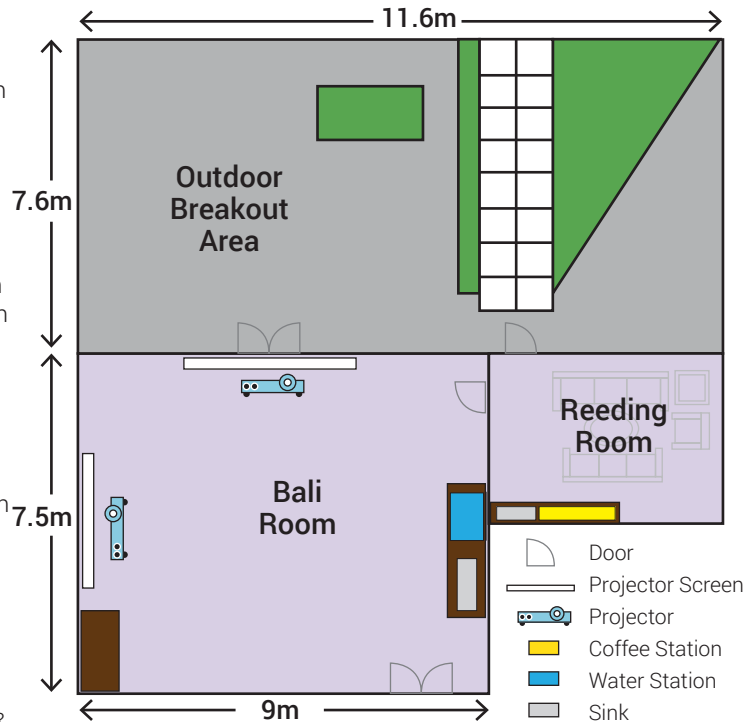 11.6m
7.6m
Outdoor
Breakout
Area
Reeding
Room
Bali
Room
7.5m
9m
Door
Projector Screen
Projector
Coffee Station
Water Station
Sink